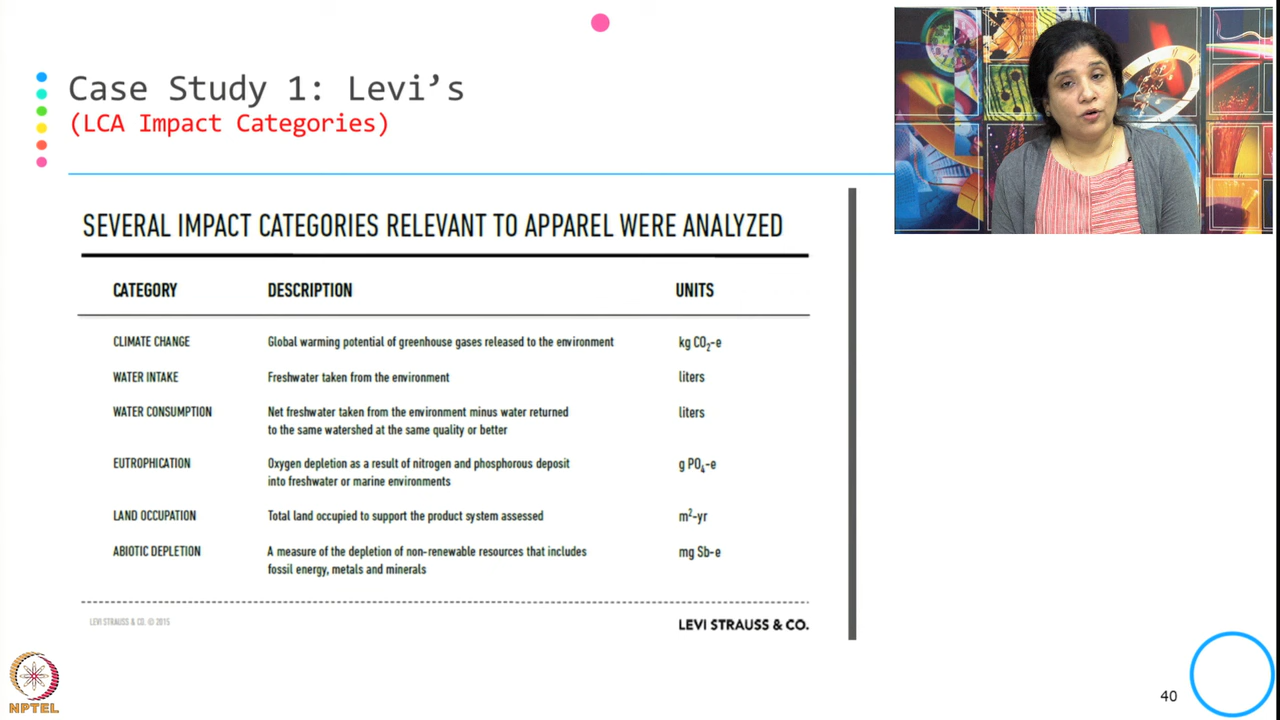 Case Study 1: Levi's
(LCA Impact Categories)
SEVERAL IMPACT CATEGORIES RELEVANT TO APPAREL WERE ANALYZED
CATEGORY DESCRIPTION UNITS
CLIMATE CHANGE Global warming potential of greenhouse gases released to the environment kg CO₂-e
WATER INTAKE Freshwater taken from the environment liters
WATER CONSUMPTION Net freshwater taken from the environment minus water returned liters
to the same watershed at the same quality or better
EUTROPHICATION Oxygen depletion as a result of nitrogen and phosphorous deposit g PO₄-e
into freshwater or marine environments
LAND OCCUPATION Total land occupied to support the product system assessed m²-yr
ABIOTIC DEPLETION A measure of the depletion of non-renewable resources that includes mg Sb-e
fossil energy, metals and minerals
LEVI STRAUSS & CO. © 2015 LEVI STRAUSS & CO.
NPTEL
40